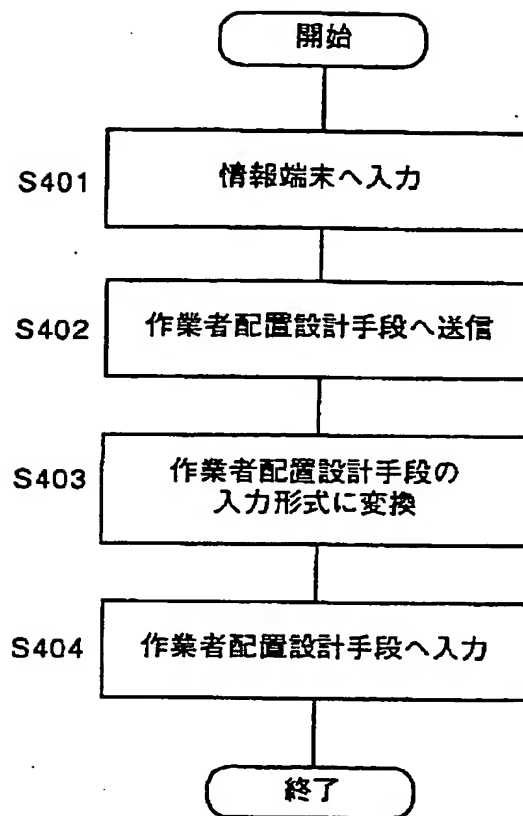 開始
S401
情報端末へ入力
S402
作業者配置設計手段へ送信
S403
作業者配置設計手段の
入力形式に変換
S404
作業者配置設計手段へ入力
終了